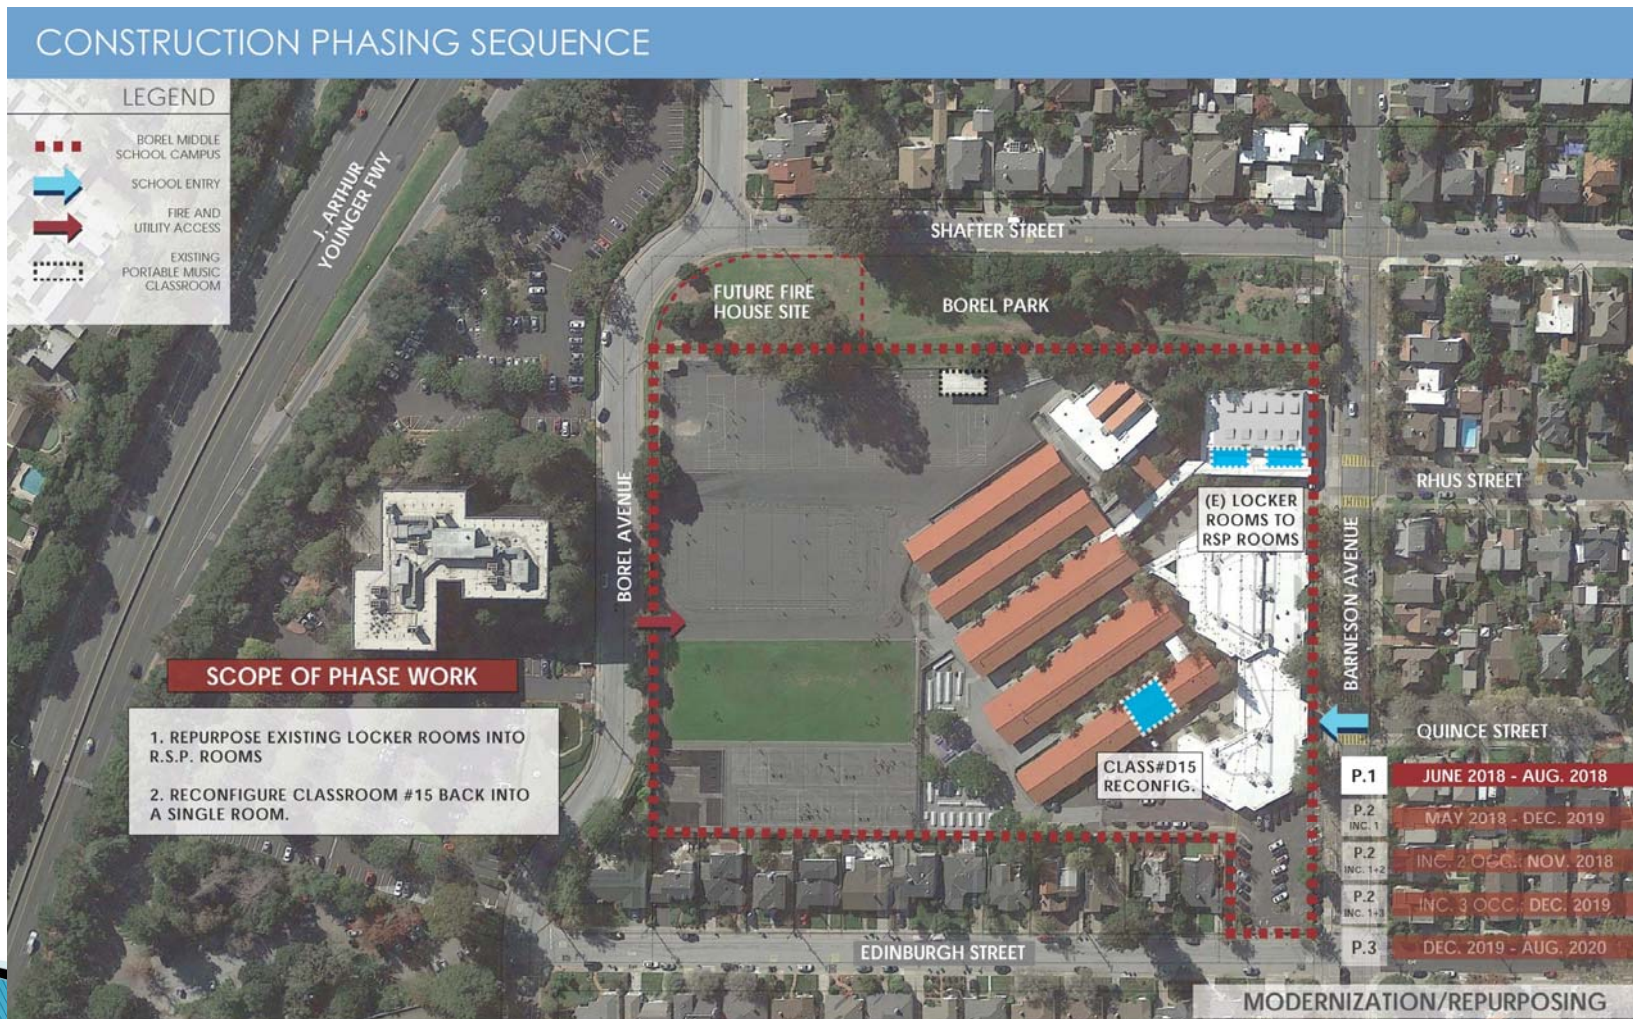 CONSTRUCTION PHASING SEQUENCE
LEGEND
BOREL MIDDLE
SCHOOL CAMPUS
SCHOOL ENTRY
FIRE AND
UTILITY ACCESS
EXISTING
PORTABLE MUSIC
CLASSROOM
J. ARTHUR
YOUNGER FWY
SHAFTER STREET
FUTURE FIRE
HOUSE SITE
BOREL PARK
BOREL AVENUE
RHUS STREET
(E) LOCKER
ROOMS TO
RSP ROOMS
BARNESON AVENUE
SCOPE OF PHASE WORK
1. REPURPOSE EXISTING LOCKER ROOMS INTO
R.S.P. ROOMS
2. RECONFIGURE CLASSROOM #15 BACK INTO
A SINGLE ROOM.
CLASS#D15
RECONFIG.
QUINCE STREET
P.1 JUNE 2018 - AUG. 2018
P.2 MAY 2018 - DEC. 2019
INC. 1
P.2 INC. 2 OCC.: NOV. 2018
INC. 1+2
P.2 INC. 3 OCC.: DEC. 2019
INC. 1+3
P.3 DEC. 2019 - AUG. 2020
EDINBURGH STREET
MODERNIZATION/REPURPOSING